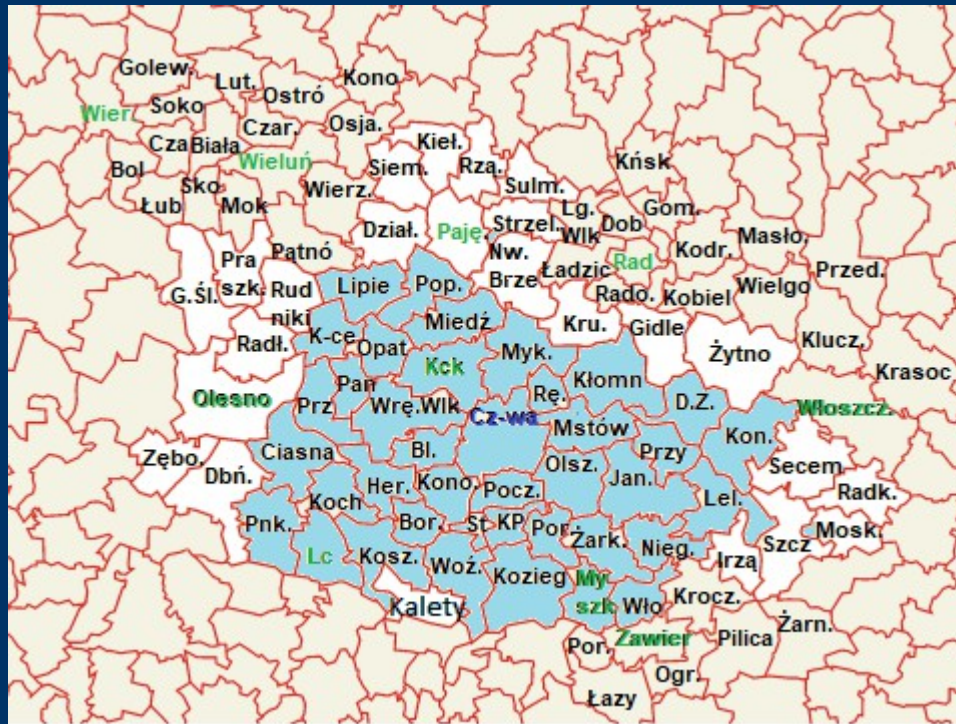 Golew.
Lut.
Kono
Ostró
Wier.
Soko
Czar.
Osja.
Cza
Biała
Wieluń
Kieł.
Rzą.
Siem.
Bol
Sko
Wierz.
Sulm.
Kńsk
Łub
Mok
Dział.
Paję.
Strzel.
Lg.
Wlk
Dob
Gom.
Masło.
Pra
szk.
Pątnó
Nw.
Brze
Ładzic
Rad
Kodr.
Przed.
G.Śl.
Rud
niki
Lipie
Pop.
Rado.
Kobiel
Wielgo
Radł.
K-ce
Opat
Miedź
Myk.
Kru.
Gidle
Żytno
Klucz.
Krasoc
Olesno
Prz
Pan
Kck
Wrę.
Wlk
Cz-wa
Rę.
Kłomn
D.Z.
Włoszcz.
Zębo.
Dbń.
Ciasna
Bl.
Mstów
Przy
Kon.
Secem
Koch
Her.
Kono
Pocz.
Olsz.
Jan.
Lel.
Radk.
Pnk.
Lc
Bor.
St
KP
Por
Żark.
Nieg.
Irzą
Szcz
Mosk.
Kosz.
Woź.
Kozieg
My
szk
Wło
Krocz.
Kalety
Por.
Zawier
Pilica
Żarn.
Ogr.
Łazy